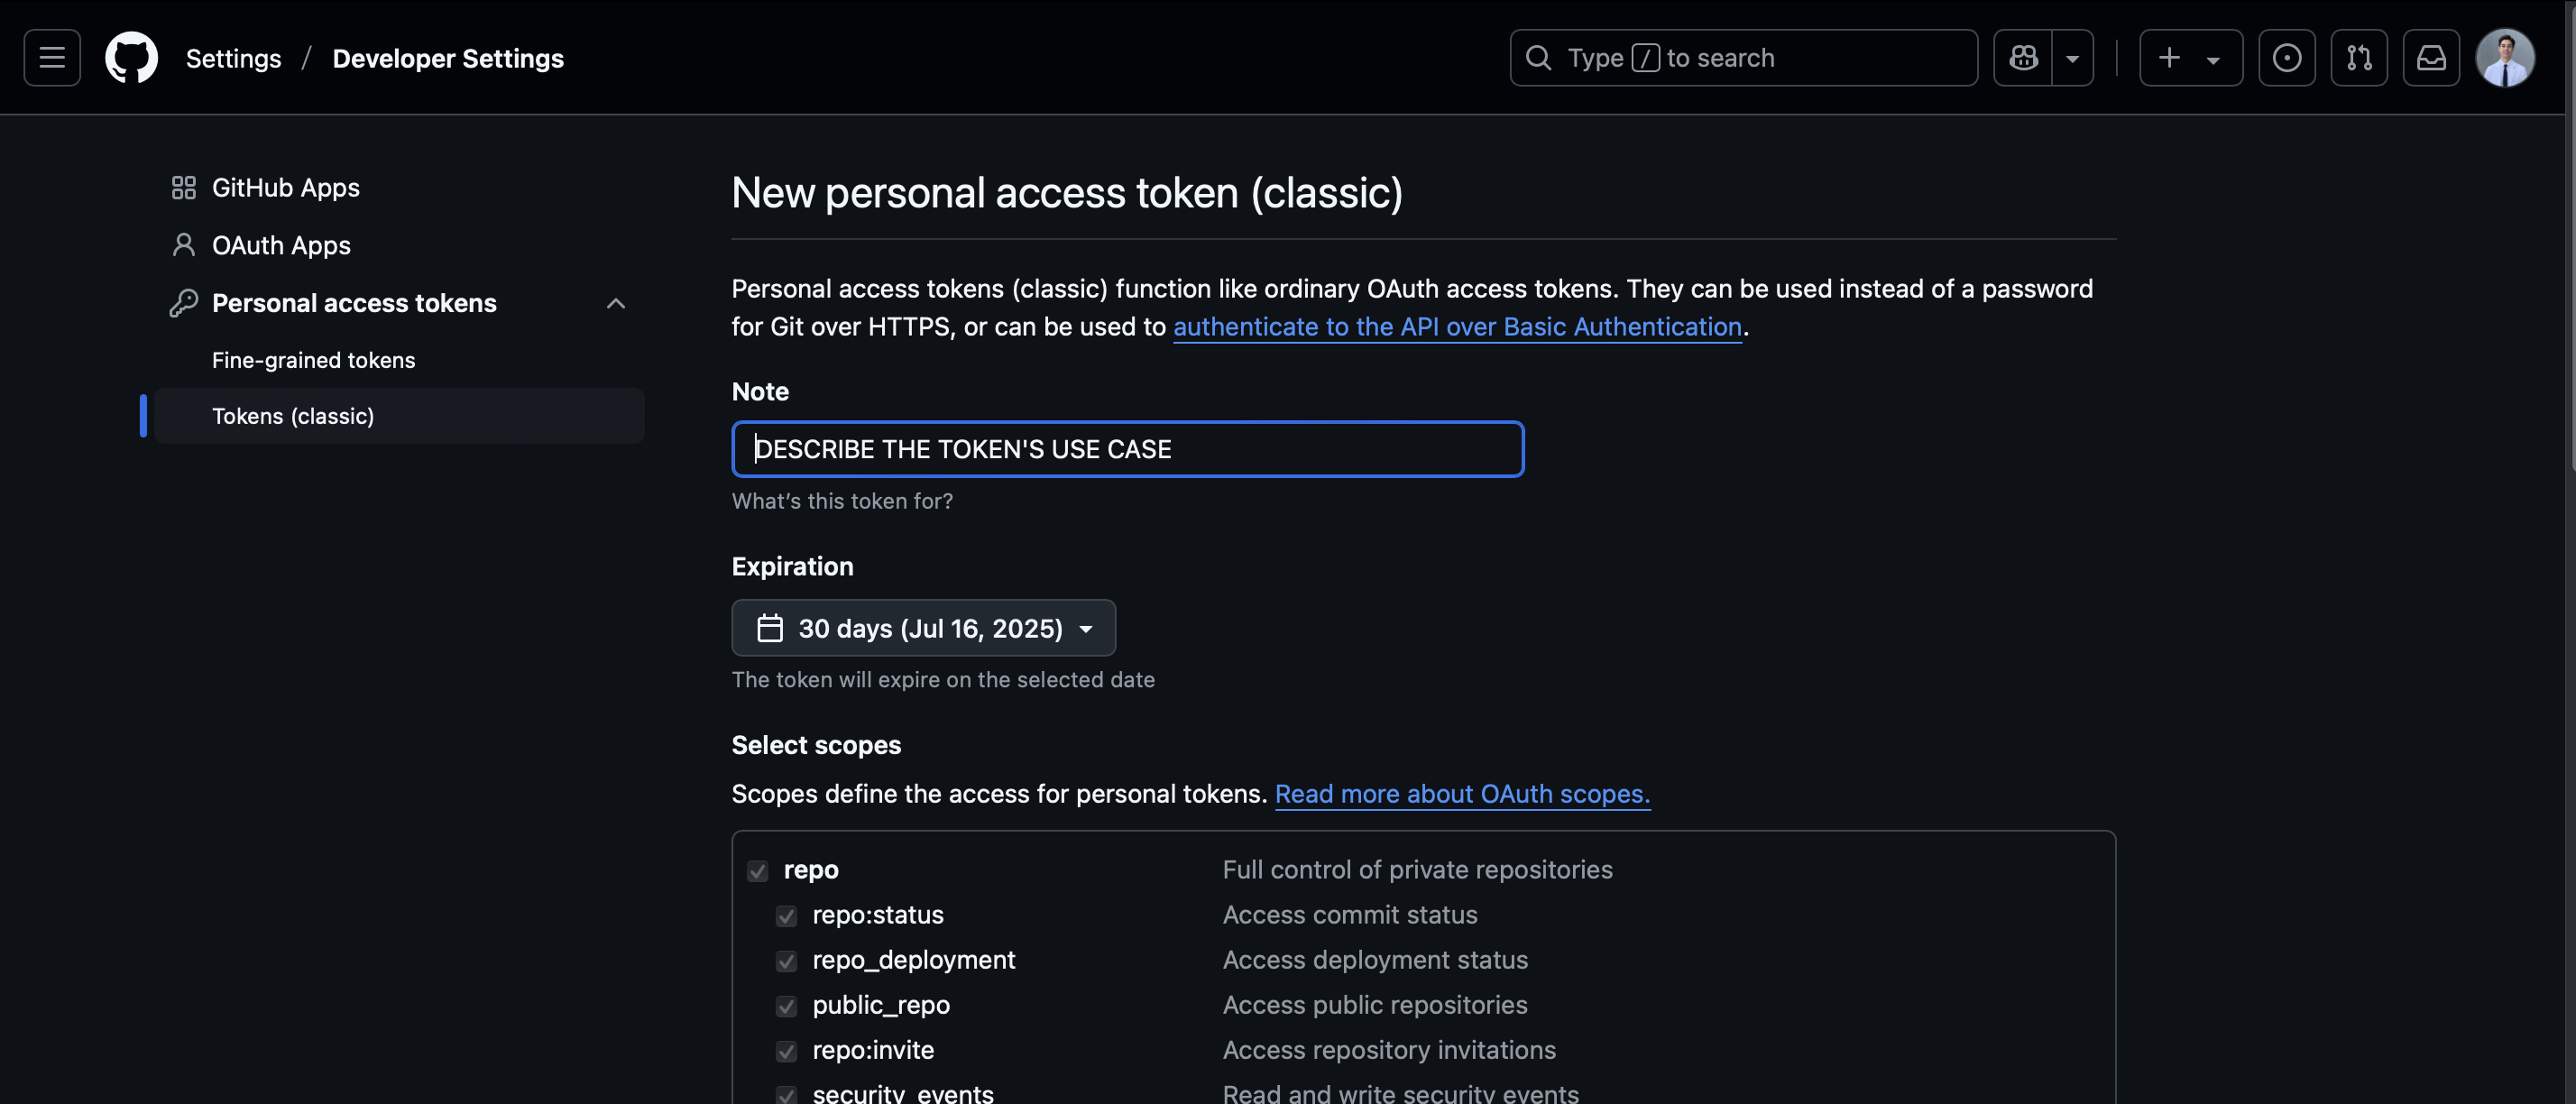 Settings / Developer Settings
Type / to search
GitHub Apps
OAuth Apps
Personal access tokens
Fine-grained tokens
Tokens (classic)
New personal access token (classic)
Personal access tokens (classic) function like ordinary OAuth access tokens. They can be used instead of a password
for Git over HTTPS, or can be used to authenticate to the API over Basic Authentication.
Note
DESCRIBE THE TOKEN'S USE CASE
What’s this token for?
Expiration
30 days (Jul 16, 2025)
The token will expire on the selected date
Select scopes
Scopes define the access for personal tokens. Read more about OAuth scopes.
repo Full control of private repositories
repo:status Access commit status
repo_deployment Access deployment status
public_repo Access public repositories
repo:invite Access repository invitations
security_events Read and write security events